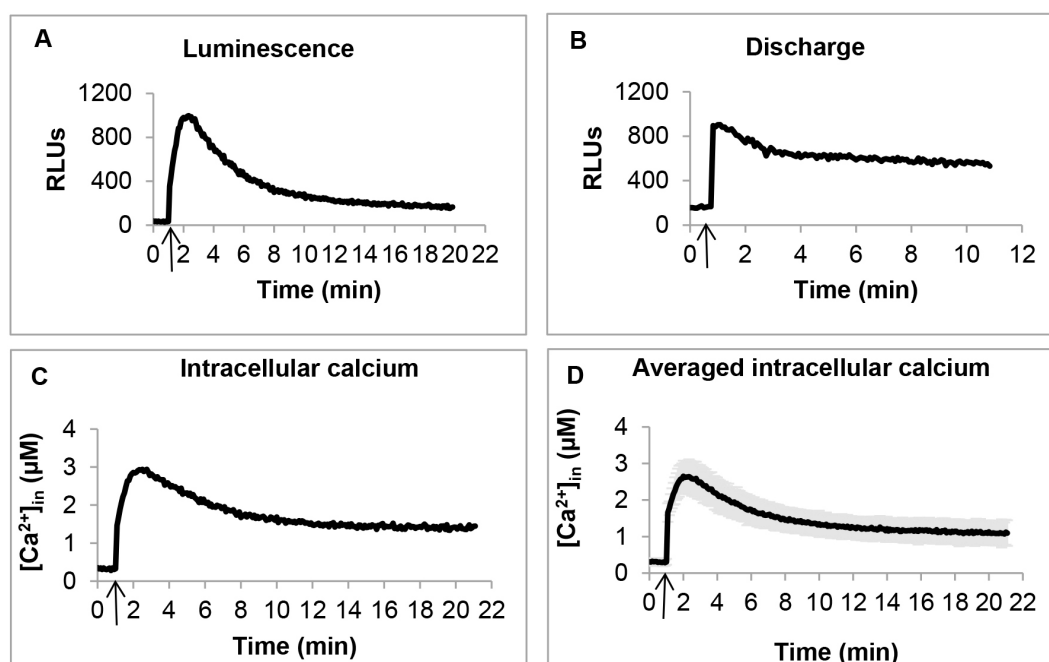 A
Luminescence
1200
800
400
0
RLUs
0 2 4 6 8 10 12 14 16 18 20 22
Time (min)
B
Discharge
1200
800
400
0
RLUs
0 2 4 6 8 10 12
Time (min)
C
Intracellular calcium
4
3
2
1
0
[Ca²⁺]in (µM)
0 2 4 6 8 10 12 14 16 18 20 22
Time (min)
D
Averaged intracellular calcium
4
3
2
1
0
[Ca²⁺]in (µM)
0 2 4 6 8 10 12 14 16 18 20 22
Time (min)